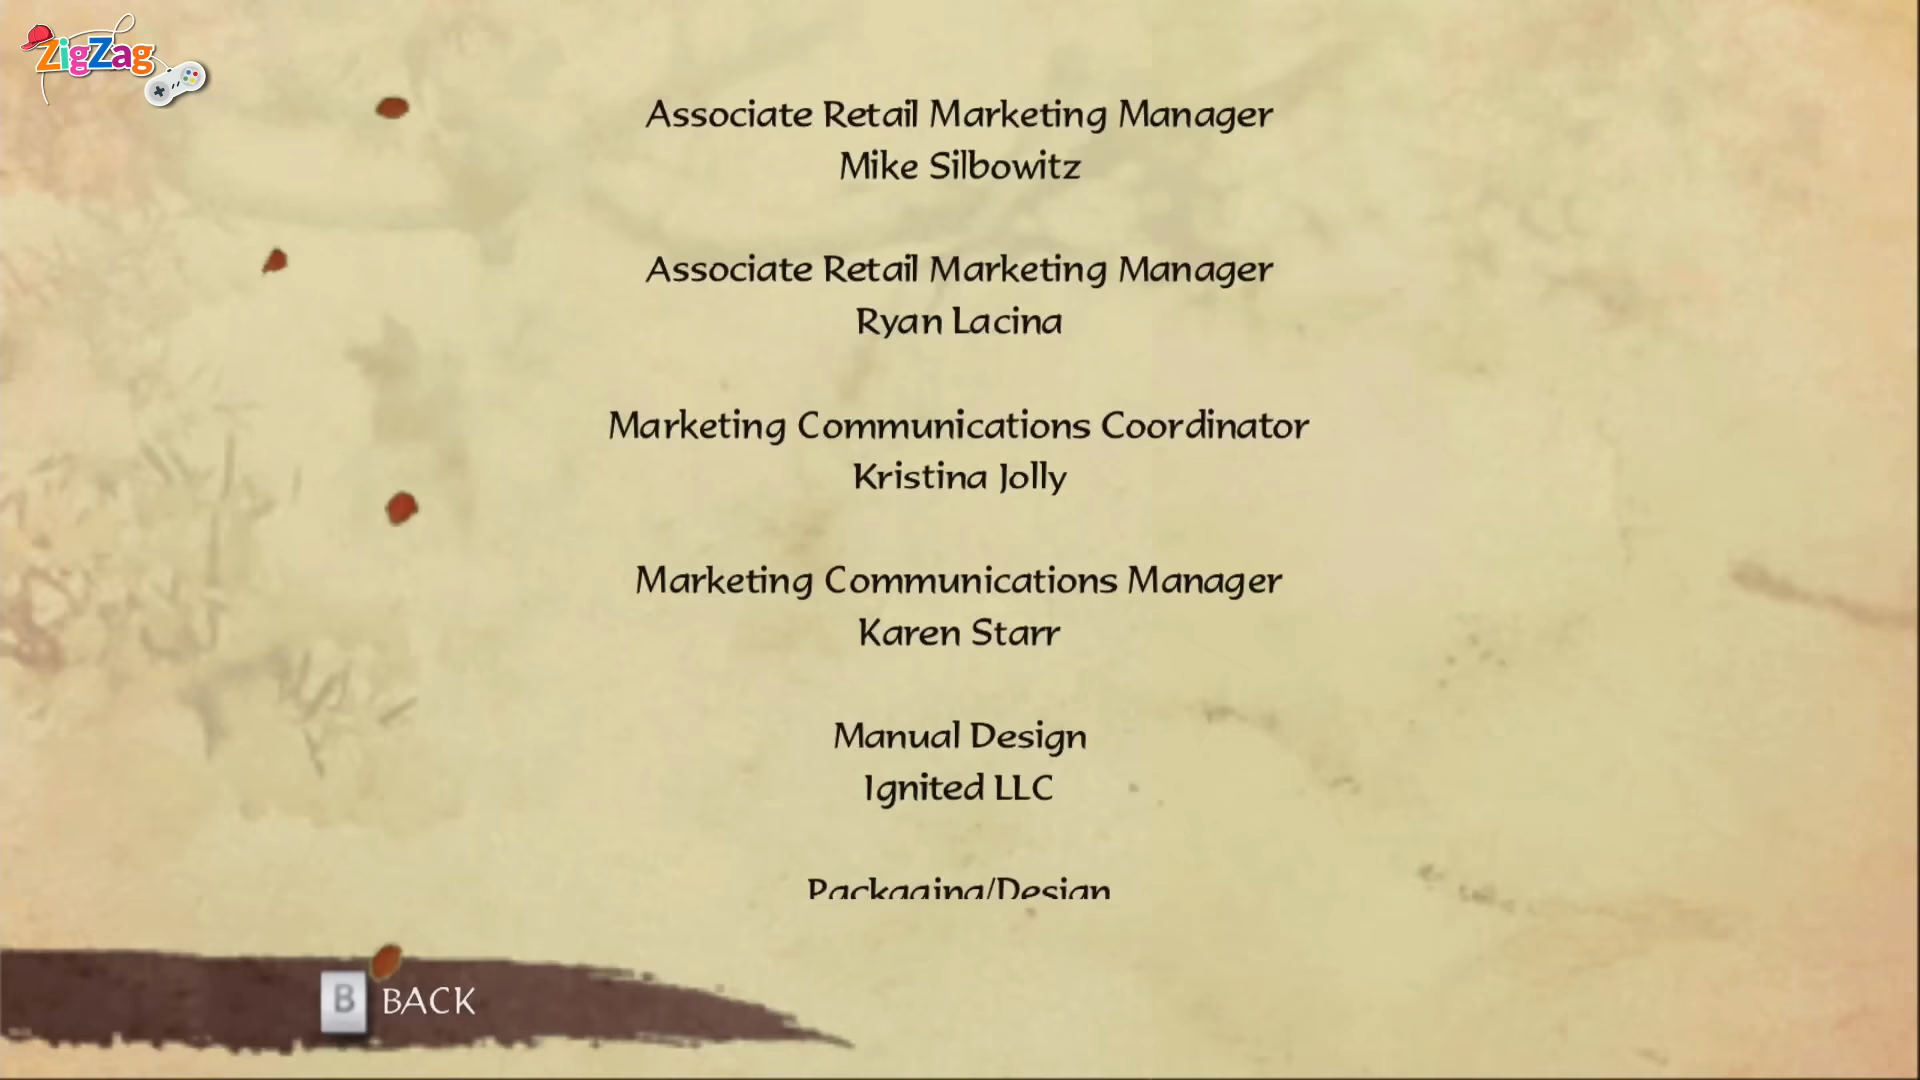 ZigZag
Associate Retail Marketing Manager
Mike Silbowitz
Associate Retail Marketing Manager
Ryan Lacina
Marketing Communications Coordinator
Kristina Jolly
Marketing Communications Manager
Karen Starr
Manual Design
Ignited LLC
Packaging/Design
B BACK